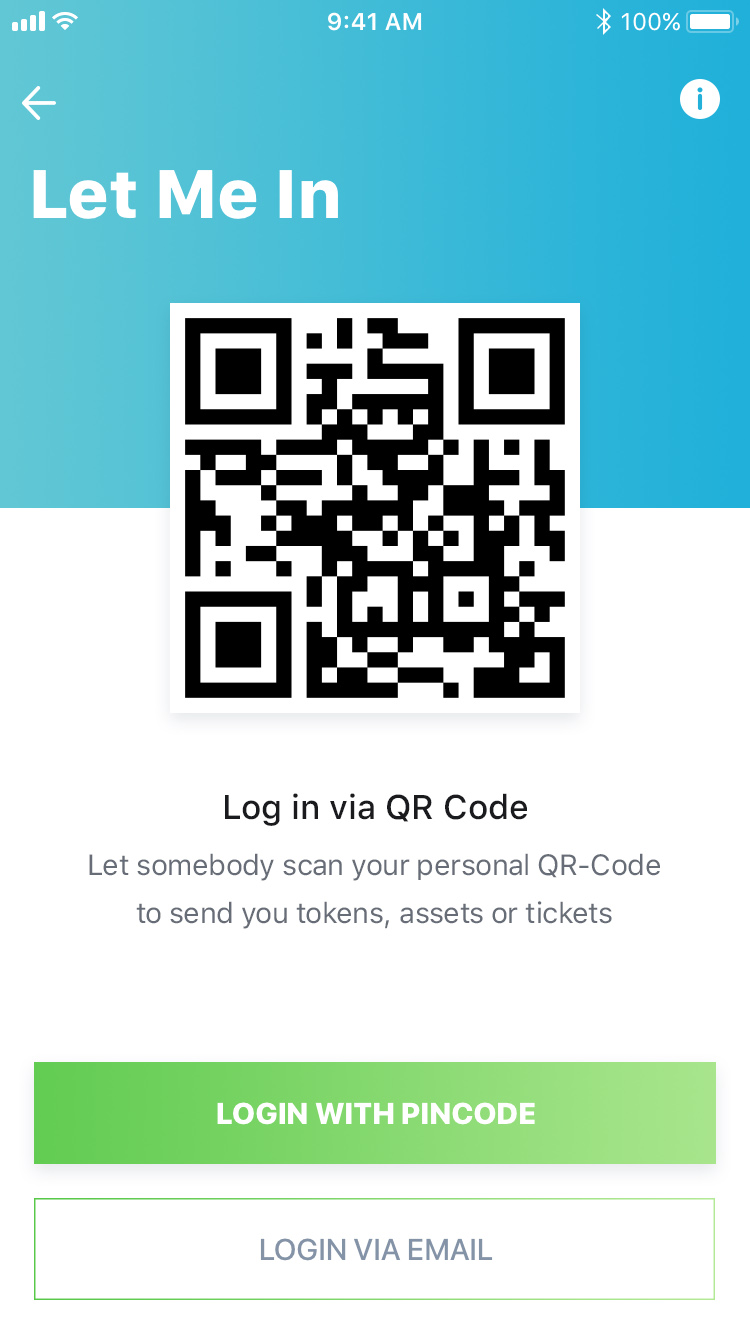 9:41 AM
100%
Let Me In
Log in via QR Code
Let somebody scan your personal QR-Code
to send you tokens, assets or tickets
LOGIN WITH PINCODE
LOGIN VIA EMAIL